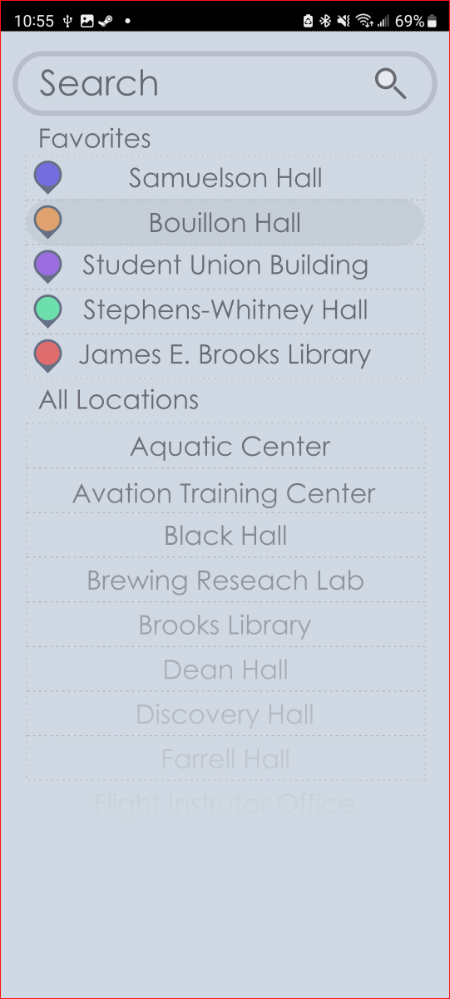 10:55 69%
Search
Favorites
Samuelson Hall
Bouillon Hall
Student Union Building
Stephens-Whitney Hall
James E. Brooks Library
All Locations
Aquatic Center
Avation Training Center
Black Hall
Brewing Reseach Lab
Brooks Library
Dean Hall
Discovery Hall
Farrell Hall
Flight Instrutor Office